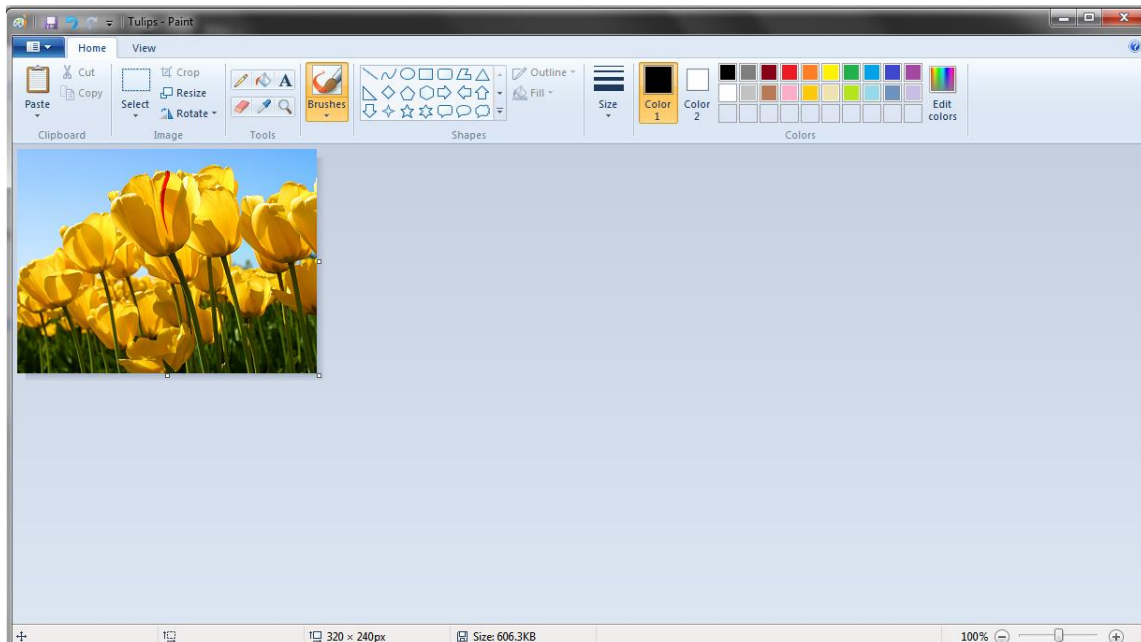 Tulips - Paint
Home View
Paste
Cut
Copy
Clipboard
Select
Crop
Resize
Rotate
Image
A
Tools
Brushes
Shapes
Outline
Fill
Size
Color 1
Color 2
Edit colors
Colors
320 × 240px
Size: 606.3KB
100%